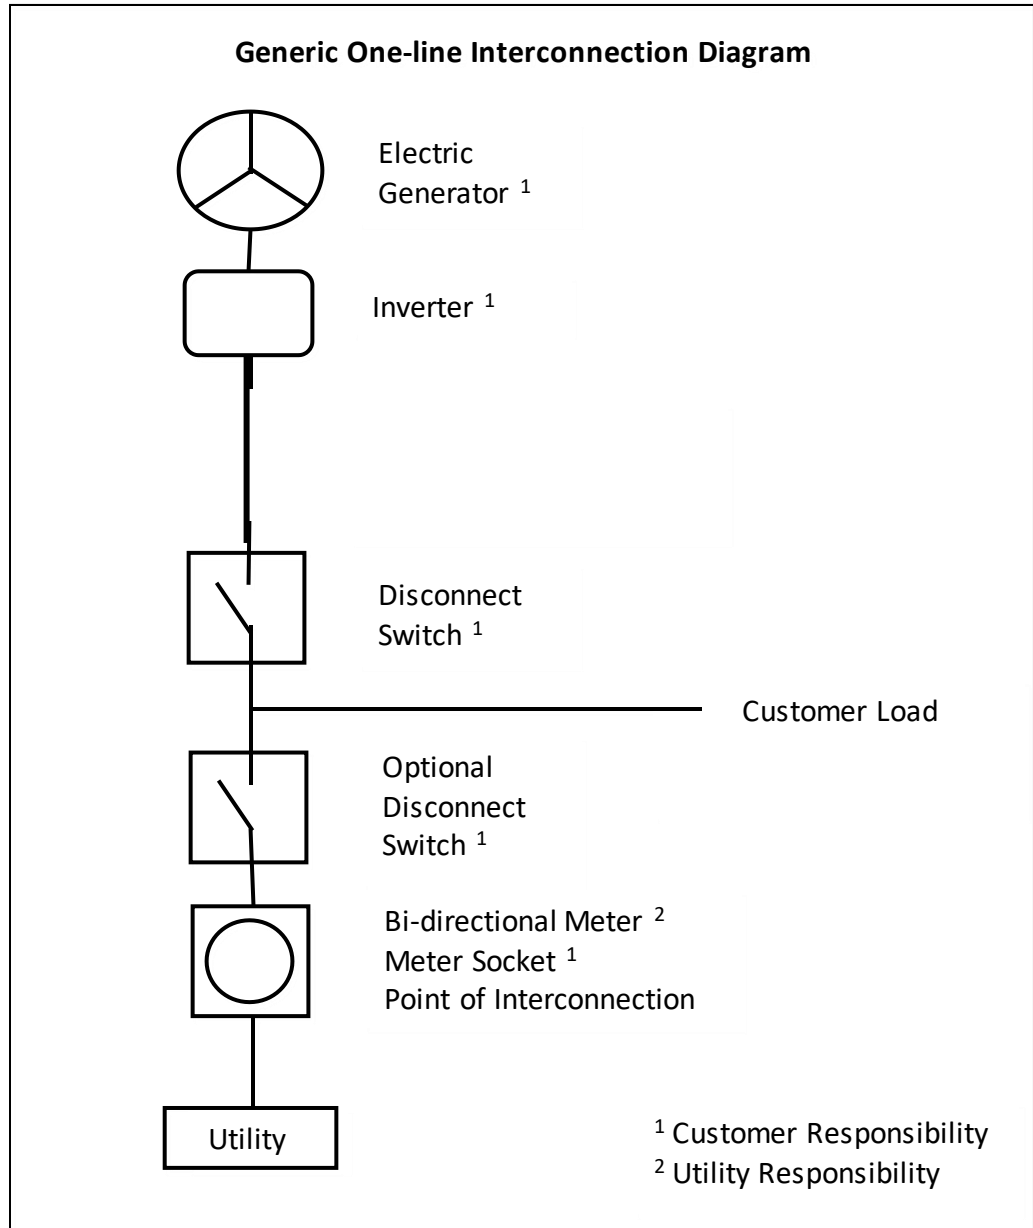 Generic One-line Interconnection Diagram
Electric
Generator ¹
Inverter ¹
Disconnect
Switch ¹
Customer Load
Optional
Disconnect
Switch ¹
Bi-directional Meter ²
Meter Socket ¹
Point of Interconnection
Utility
¹ Customer Responsibility
² Utility Responsibility